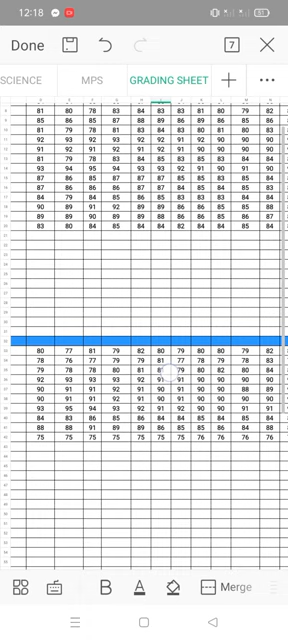 12:18
61
Done
7
SCIENCE MPS GRADING SHEET
81 80 78 83 84 83 83 81 80 79 82
85 86 85 87 88 89 86 89 86 85 86
81 79 78 81 83 84 83 80 81 80 83
92 93 92 93 92 92 91 92 90 90 90
91 92 91 92 91 92 91 90 90 90 90
81 79 78 83 84 85 83 85 83 84 84
93 94 95 94 93 93 92 91 90 91 90
87 86 85 87 87 85 85 83 85 84
87 86 86 86 87 87 84 85 84 85 83
84 79 84 85 86 85 83 83 83 84 84
90 89 91 92 89 89 86 86 85 85 88
89 89 90 89 89 88 86 86 85 86 87
83 80 84 85 84 84 82 84 84 85 84
80 77 81 79 82 80 79 80 80 79 82
78 76 77 79 79 81 77 78 79 78 83
79 78 78 80 81 79 80 82 80 84
92 93 93 93 92 91 91 90 90 90 90
90 91 91 92 91 90 90 90 90 88 89
90 91 91 92 91 90 91 90 90 90 90
93 95 94 93 92 91 92 90 90 91 91
84 83 86 85 86 84 84 85 84 85 84
88 88 91 89 89 86 85 85 86 84 88
75 75 75 75 75 75 75 76 76 76
B A Merge